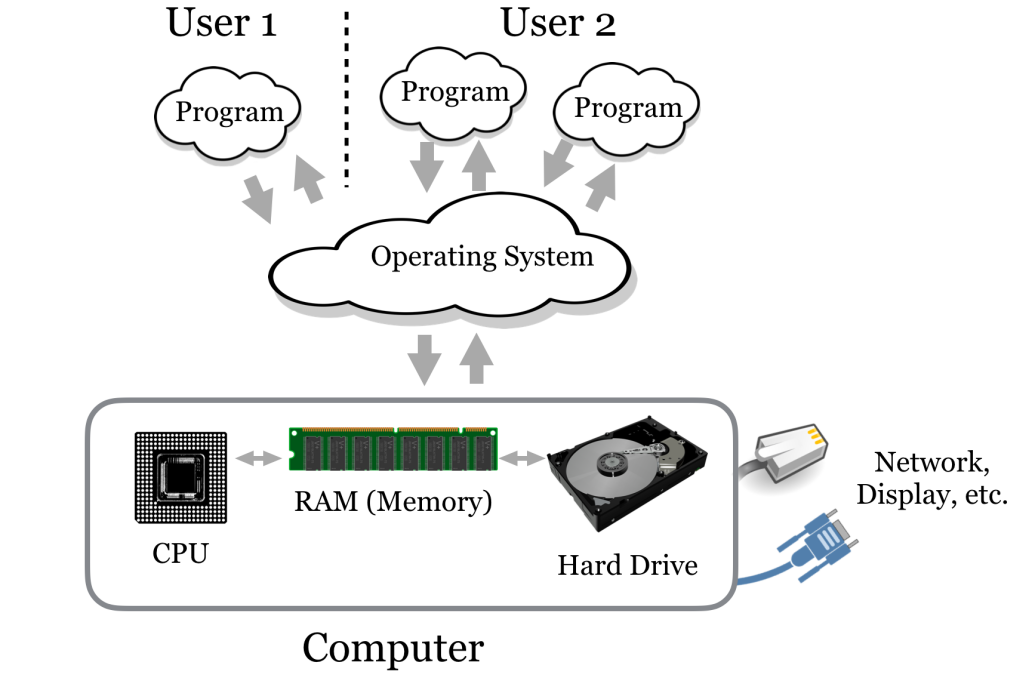 User 1
User 2
Program
Program
Program
Operating System
CPU
RAM (Memory)
Hard Drive
Network,
Display, etc.
Computer